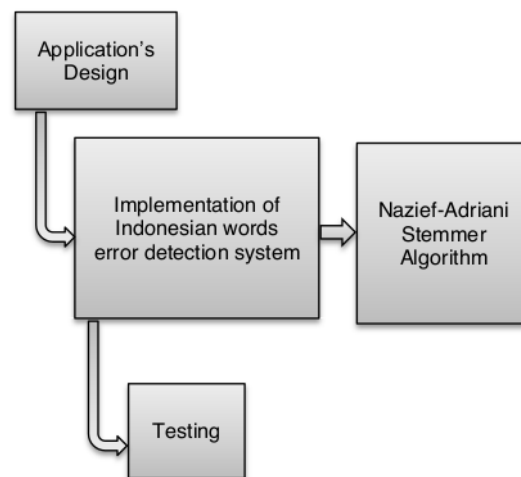 Application’s
Design
Implementation of
Indonesian words
error detection system
Nazief-Adriani
Stemmer
Algorithm
Testing